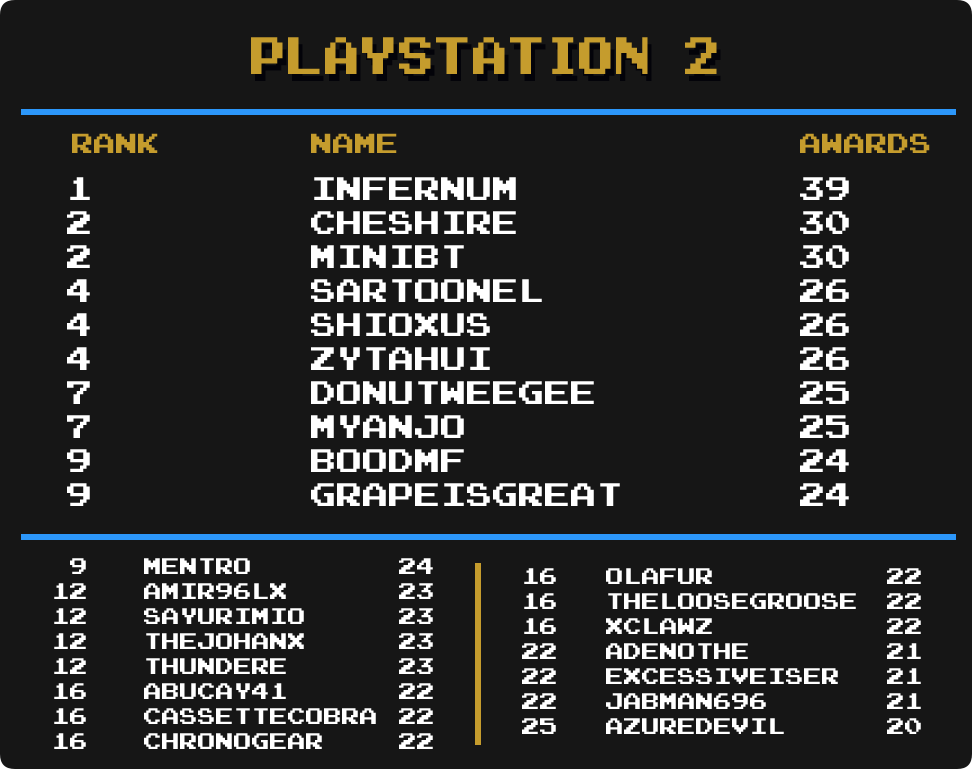 PLAYSTATION 2
RANK NAME AWARDS
1 INFERNUM 39
2 CHESHIRE 30
2 MINIBT 30
4 SARTOONEL 26
4 SHIOXUS 26
4 ZYTAHUI 26
7 DONUTWEEGEE 25
7 MYANJO 25
9 BOODMF 24
9 GRAPEISGREAT 24
9 MENTRO 24
12 AMIR96LX 23
12 SAYURIMIO 23
12 THEJOHANX 23
12 THUNDERE 23
16 ABUCAY41 22
16 CASSETTECOBRA 22
16 CHRONOGEAR 22
16 OLAFUR 22
16 THELOOSEGROOSE 22
16 XCLAWZ 22
22 ADENOTHE 21
22 EXCESSIVEISER 21
22 JABMAN696 21
25 AZUREDEVIL 20